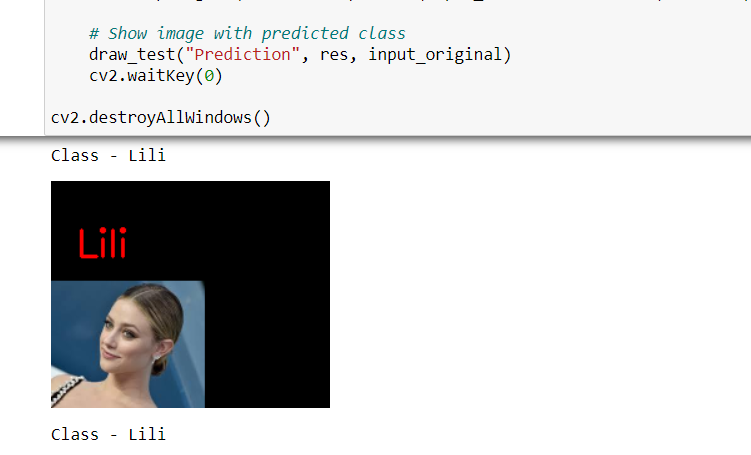 # Show image with predicted class
draw_test("Prediction", res, input_original)
cv2.waitKey(0)
cv2.destroyAllWindows()
Class - Lili
Lili
Class - Lili